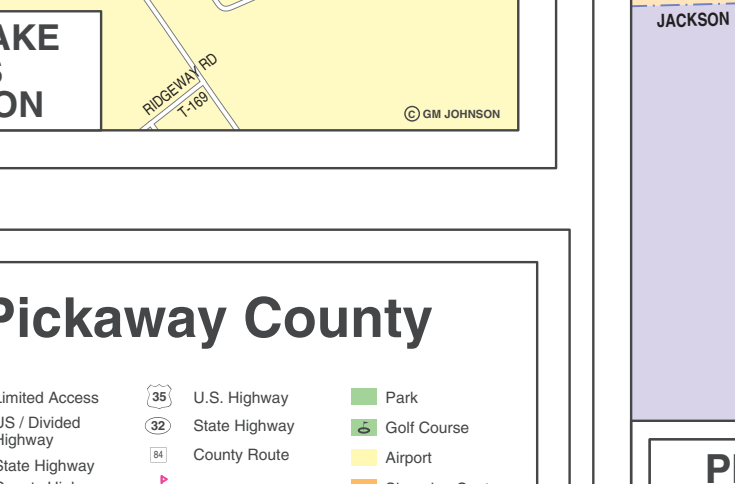 RIDGEWAY RD
T-169
© GM JOHNSON
JACKSON
Pickaway County
Limited Access
US / Divided
Highway
State Highway
35 U.S. Highway
32 State Highway
84 County Route
Park
Golf Course
Airport